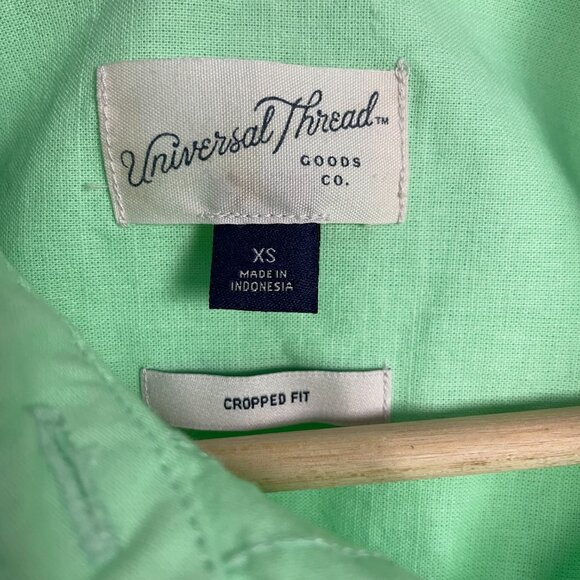 Universal Thread™
GOODS
CO.
XS
MADE IN
INDONESIA
CROPPED FIT